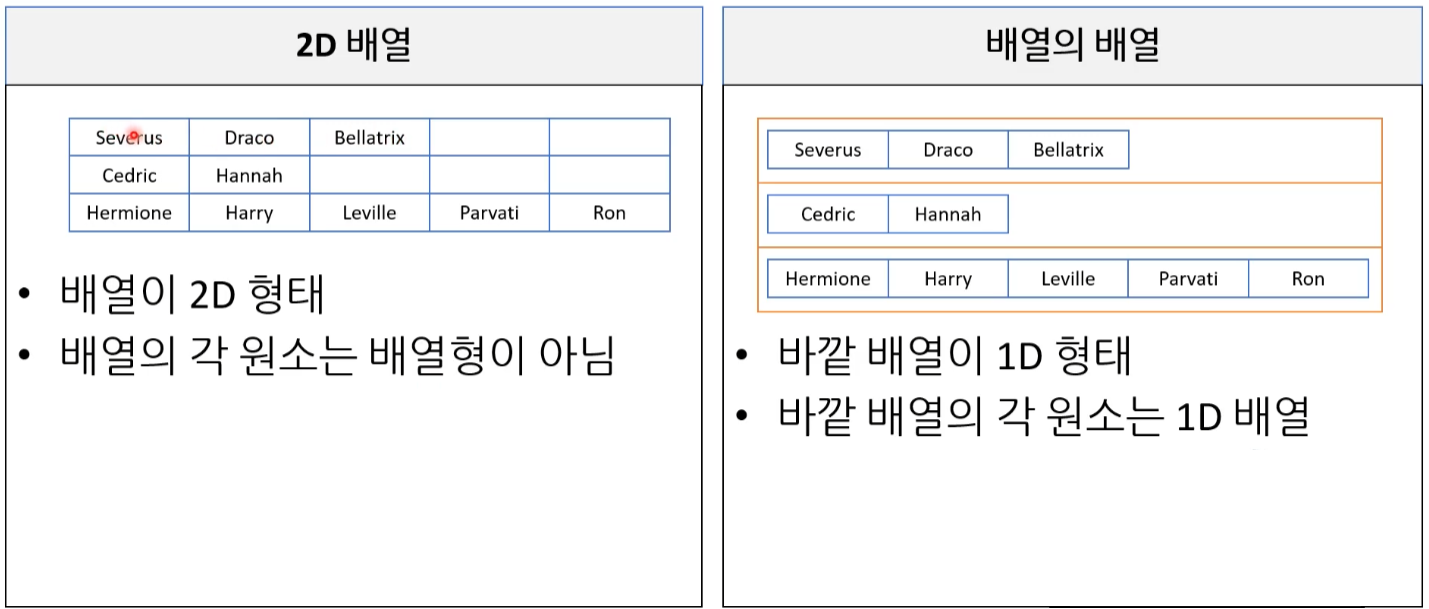 2D 배열
Severus Draco Bellatrix
Cedric Hannah
Hermione Harry Leville Parvati Ron
• 배열이 2D 형태
• 배열의 각 원소는 배열형이 아님
배열의 배열
Severus Draco Bellatrix
Cedric Hannah
Hermione Harry Leville Parvati Ron
• 바깥 배열이 1D 형태
• 바깥 배열의 각 원소는 1D 배열